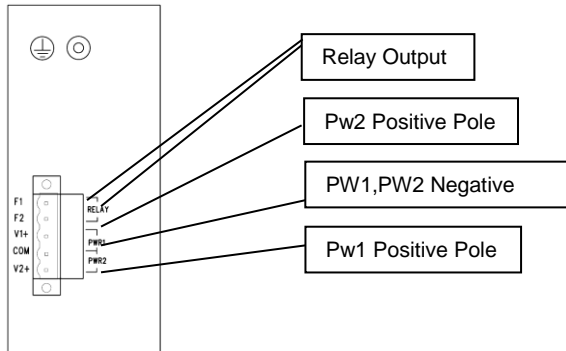 Relay Output
Pw2 Positive Pole
PW1,PW2 Negative
Pw1 Positive Pole
F1
F2
V1+
COM
V2+
RELAY
PWR1
PWR2